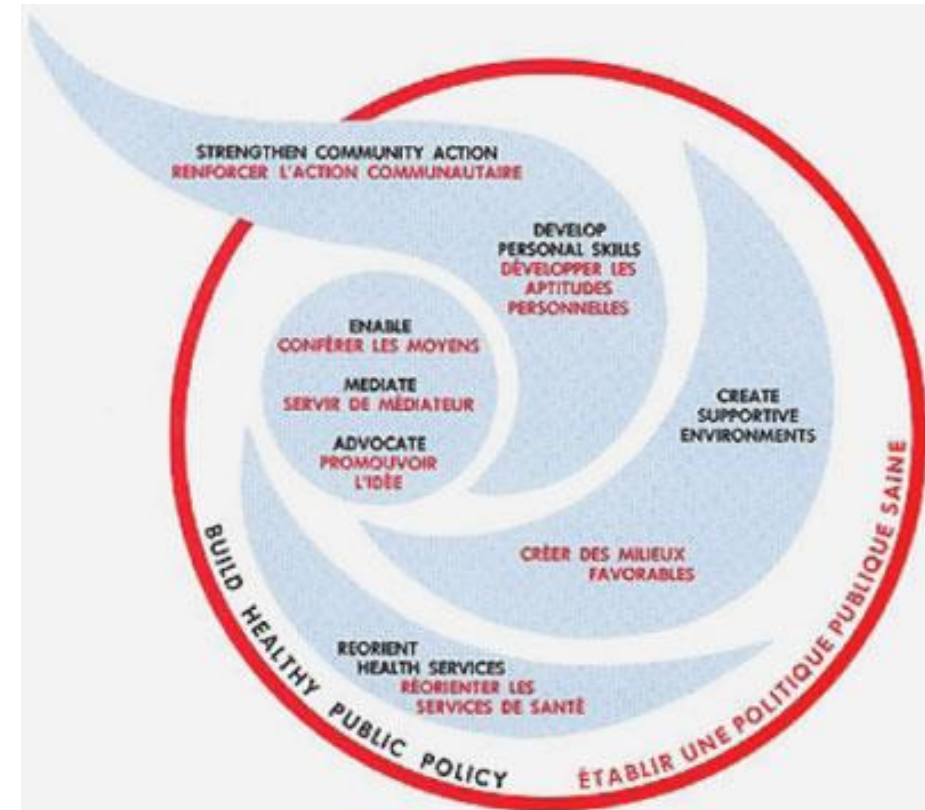 STRENGTHEN COMMUNITY ACTION
RENFORCER L'ACTION COMMUNAUTAIRE
DEVELOP
PERSONAL SKILLS
DÉVELOPPER LES
APTITUDES
PERSONNELLES
ENABLE
CONFÉRER LES MOYENS
MEDIATE
SERVIR DE MÉDIATEUR
ADVOCATE
PROMOUVOIR
L'IDÈE
CREATE
SUPPORTIVE
ENVIRONMENTS
CRÉER DES MILIEUX
FAVORABLES
REORIENT
HEALTH SERVICES
RÉORIENTER LES
SERVICES DE SANTÉ
BUILD HEALTHY PUBLIC POLICY
ÉTABLIR UNE POLITIQUE PUBLIQUE SAINE